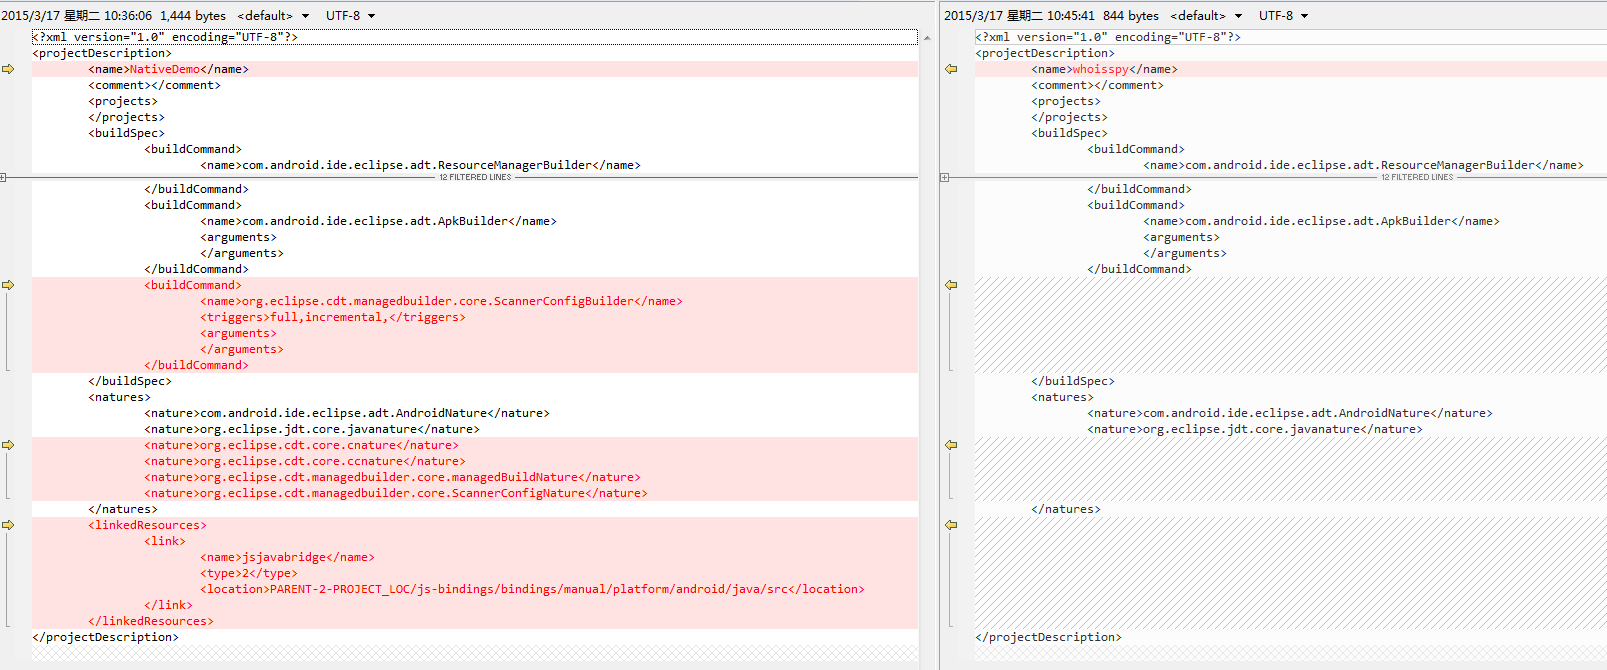 2015/3/17 星期二 10:36:06 1,444 bytes <default> UTF-8
<?xml version="1.0" encoding="UTF-8"?>
<projectDescription>
<name>NativeDemo</name>
<comment></comment>
<projects>
</projects>
<buildSpec>
<buildCommand>
<name>com.android.ide.eclipse.adt.ResourceManagerBuilder</name>
12 FILTERED LINES
</buildCommand>
<buildCommand>
<name>com.android.ide.eclipse.adt.ApkBuilder</name>
<arguments>
</arguments>
</buildCommand>
<buildCommand>
<name>org.eclipse.cdt.managedbuilder.core.ScannerConfigBuilder</name>
<triggers>full,incremental,</triggers>
<arguments>
</arguments>
</buildCommand>
</buildSpec>
<natures>
<nature>com.android.ide.eclipse.adt.AndroidNature</nature>
<nature>org.eclipse.jdt.core.javanature</nature>
<nature>org.eclipse.cdt.core.cnature</nature>
<nature>org.eclipse.cdt.core.ccnature</nature>
<nature>org.eclipse.cdt.managedbuilder.core.managedBuildNature</nature>
<nature>org.eclipse.cdt.managedbuilder.core.ScannerConfigNature</nature>
</natures>
<linkedResources>
<link>
<name>jsjavabridge</name>
<type>2</type>
<location>PARENT-2-PROJECT_LOC/js-bindings/bindings/manual/platform/android/java/src</location>
</link>
</linkedResources>
</projectDescription>
2015/3/17 星期二 10:45:41 844 bytes <default> UTF-8
<?xml version="1.0" encoding="UTF-8"?>
<projectDescription>
<name>whoisspy</name>
<comment></comment>
<projects>
</projects>
<buildSpec>
<buildCommand>
<name>com.android.ide.eclipse.adt.ResourceManagerBuilder</name>
12 FILTERED LINES
</buildCommand>
<buildCommand>
<name>com.android.ide.eclipse.adt.ApkBuilder</name>
<arguments>
</arguments>
</buildCommand>
</buildSpec>
<natures>
<nature>com.android.ide.eclipse.adt.AndroidNature</nature>
<nature>org.eclipse.jdt.core.javanature</nature>
</natures>
</projectDescription>